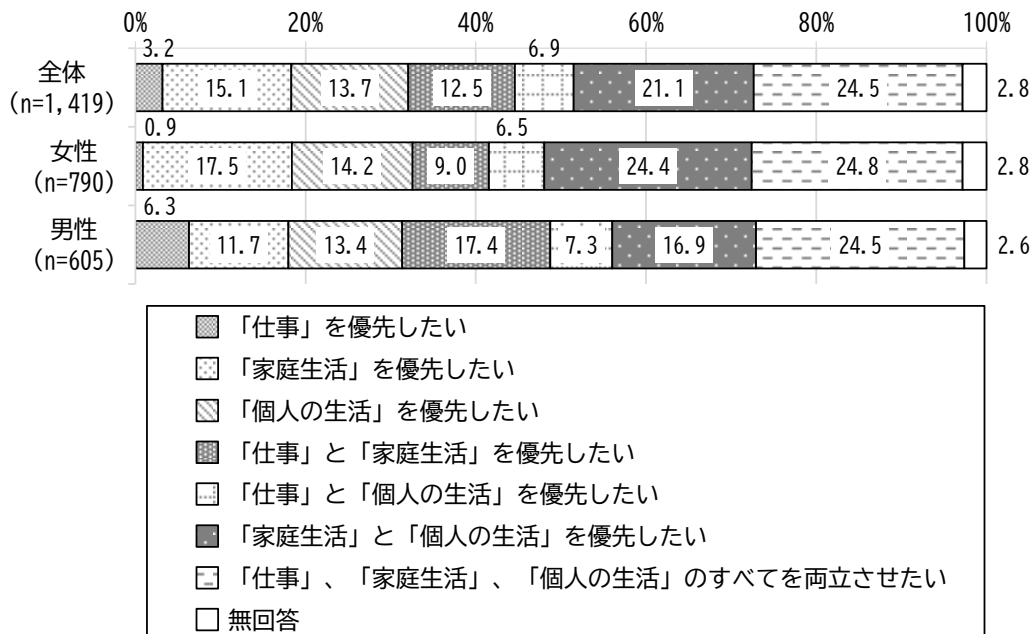 0% 20% 40% 60% 80% 100%
3.2 6.9
全体 15.1 13.7 12.5 21.1 24.5 2.8
(n=1,419)
0.9 6.5
女性 17.5 14.2 9.0 24.4 24.8 2.8
(n=790)
6.3
男性 11.7 13.4 17.4 7.3 16.9 24.5 2.6
(n=605)
「仕事」を優先したい
「家庭生活」を優先したい
「個人の生活」を優先したい
「仕事」と「家庭生活」を優先したい
「仕事」と「個人の生活」を優先したい
「家庭生活」と「個人の生活」を優先したい
「仕事」、「家庭生活」、「個人の生活」のすべてを両立させたい
無回答